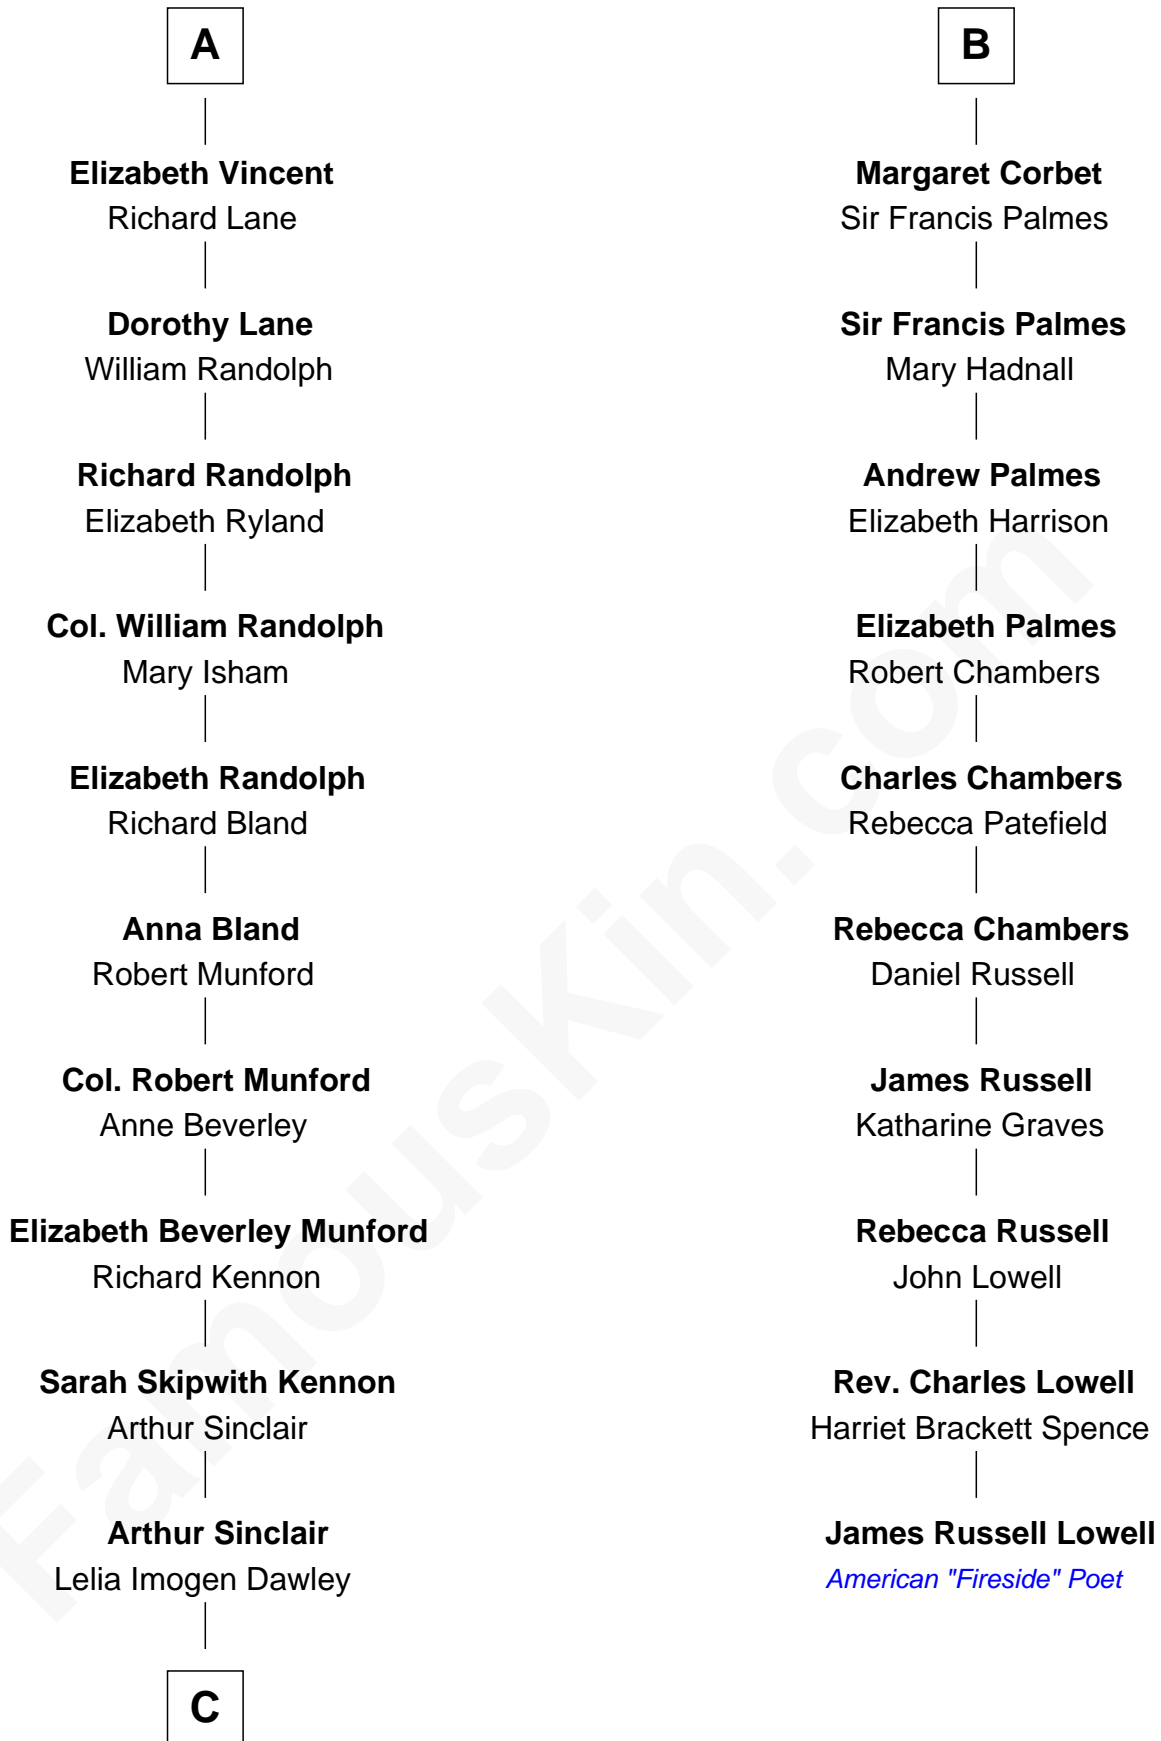 A
Elizabeth Vincent
Richard Lane
Dorothy Lane
William Randolph
Richard Randolph
Elizabeth Ryland
Col. William Randolph
Mary Isham
Elizabeth Randolph
Richard Bland
Anna Bland
Robert Munford
Col. Robert Munford
Anne Beverley
Elizabeth Beverley Munford
Richard Kennon
Sarah Skipwith Kennon
Arthur Sinclair
Arthur Sinclair
Lelia Imogen Dawley
C
B
Margaret Corbet
Sir Francis Palmes
Sir Francis Palmes
Mary Hadnall
Andrew Palmes
Elizabeth Harrison
Elizabeth Palmes
Robert Chambers
Charles Chambers
Rebecca Patefield
Rebecca Chambers
Daniel Russell
James Russell
Katharine Graves
Rebecca Russell
John Lowell
Rev. Charles Lowell
Harriet Brackett Spence
James Russell Lowell
American "Fireside" Poet
FamousKin.com